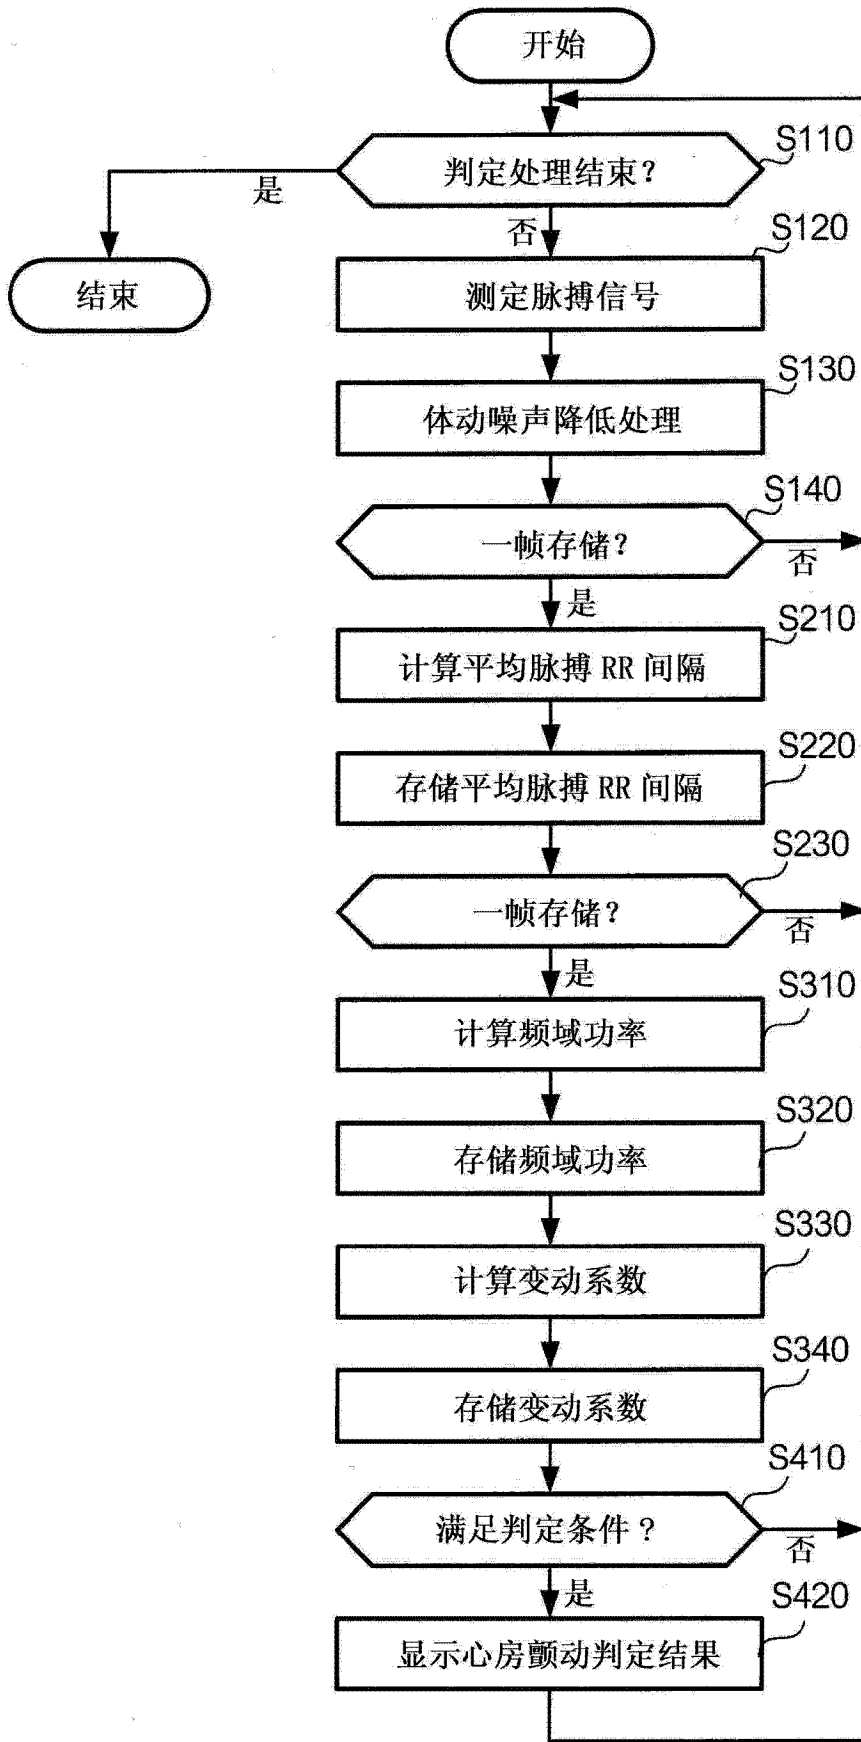 开始
S110
判定处理结束？
是
否
结束
S120
测定脉搏信号
S130
体动噪声降低处理
S140
一帧存储？
否
是
S210
计算平均脉搏 RR 间隔
S220
存储平均脉搏 RR 间隔
S230
一帧存储？
否
是
S310
计算频域功率
S320
存储频域功率
S330
计算变动系数
S340
存储变动系数
S410
满足判定条件？
否
是
S420
显示心房颤动判定结果